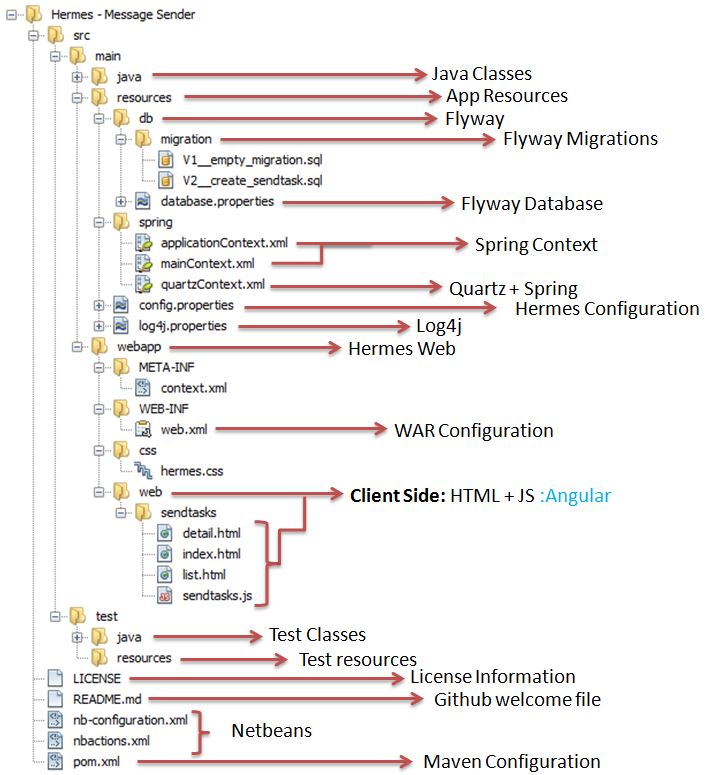 Hermes - Message Sender
src
main
java Java Classes
resources App Resources
db Flyway
migration Flyway Migrations
V1__empty_migration.sql
V2__create_sendtask.sql
database.properties Flyway Database
spring
applicationContext.xml Spring Context
mainContext.xml
quartzContext.xml Quartz + Spring
config.properties Hermes Configuration
log4j.properties Log4j
webapp Hermes Web
META-INF
context.xml
WEB-INF
web.xml WAR Configuration
css
hermes.css
web Client Side: HTML + JS :Angular
sendtasks
detail.html
index.html
list.html
sendtasks.js
test
java Test Classes
resources Test resources
LICENSE License Information
README.md Github welcome file
nb-configuration.xml Netbeans
nbactions.xml
pom.xml Maven Configuration